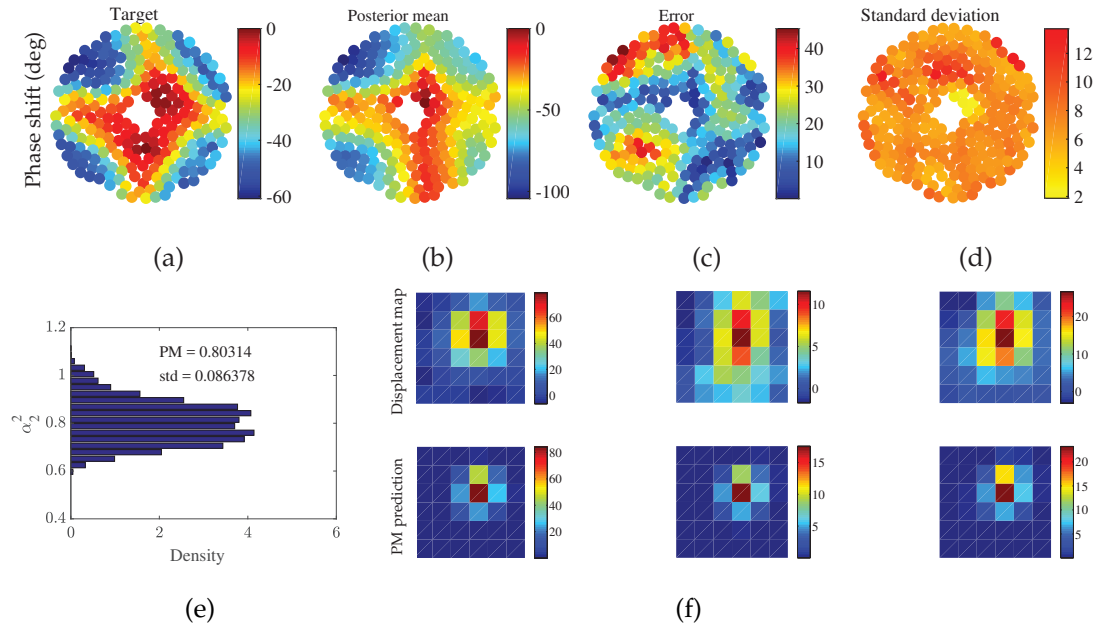 Target
Posterior mean
Error
Standard deviation
Phase shift (deg)
0
-20
-40
-60
0
-50
-100
40
30
20
10
12
10
8
6
4
2
(a)
(b)
(c)
(d)
1.2
1
0.8
0.6
0.4
α₂²
PM = 0.80314
std = 0.086378
0
2
4
6
Density
Displacement map
60
40
20
0
10
5
0
20
10
0
PM prediction
80
60
40
20
15
10
5
20
15
10
5
(e)
(f)